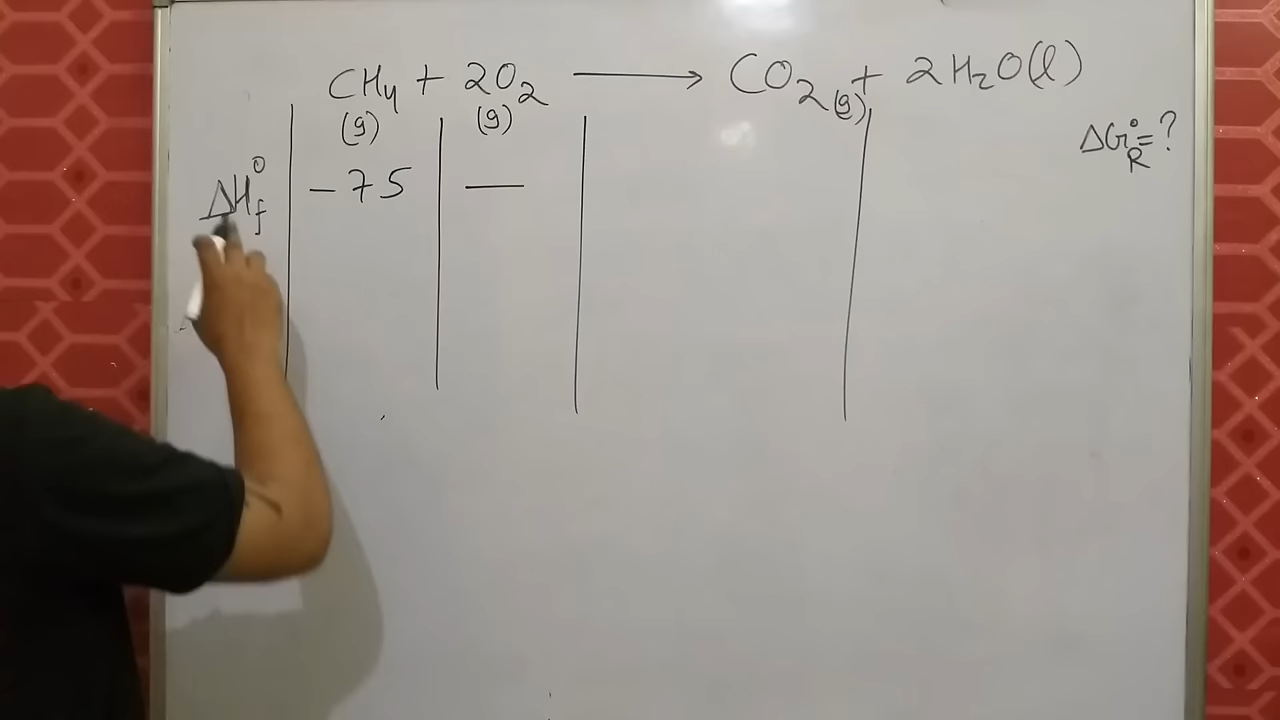 CH₄ + 2O₂ ⟶ CO₂(g) + 2H₂O(l)
(g) (g)
ΔG°R = ?
ΔH°f -75 —